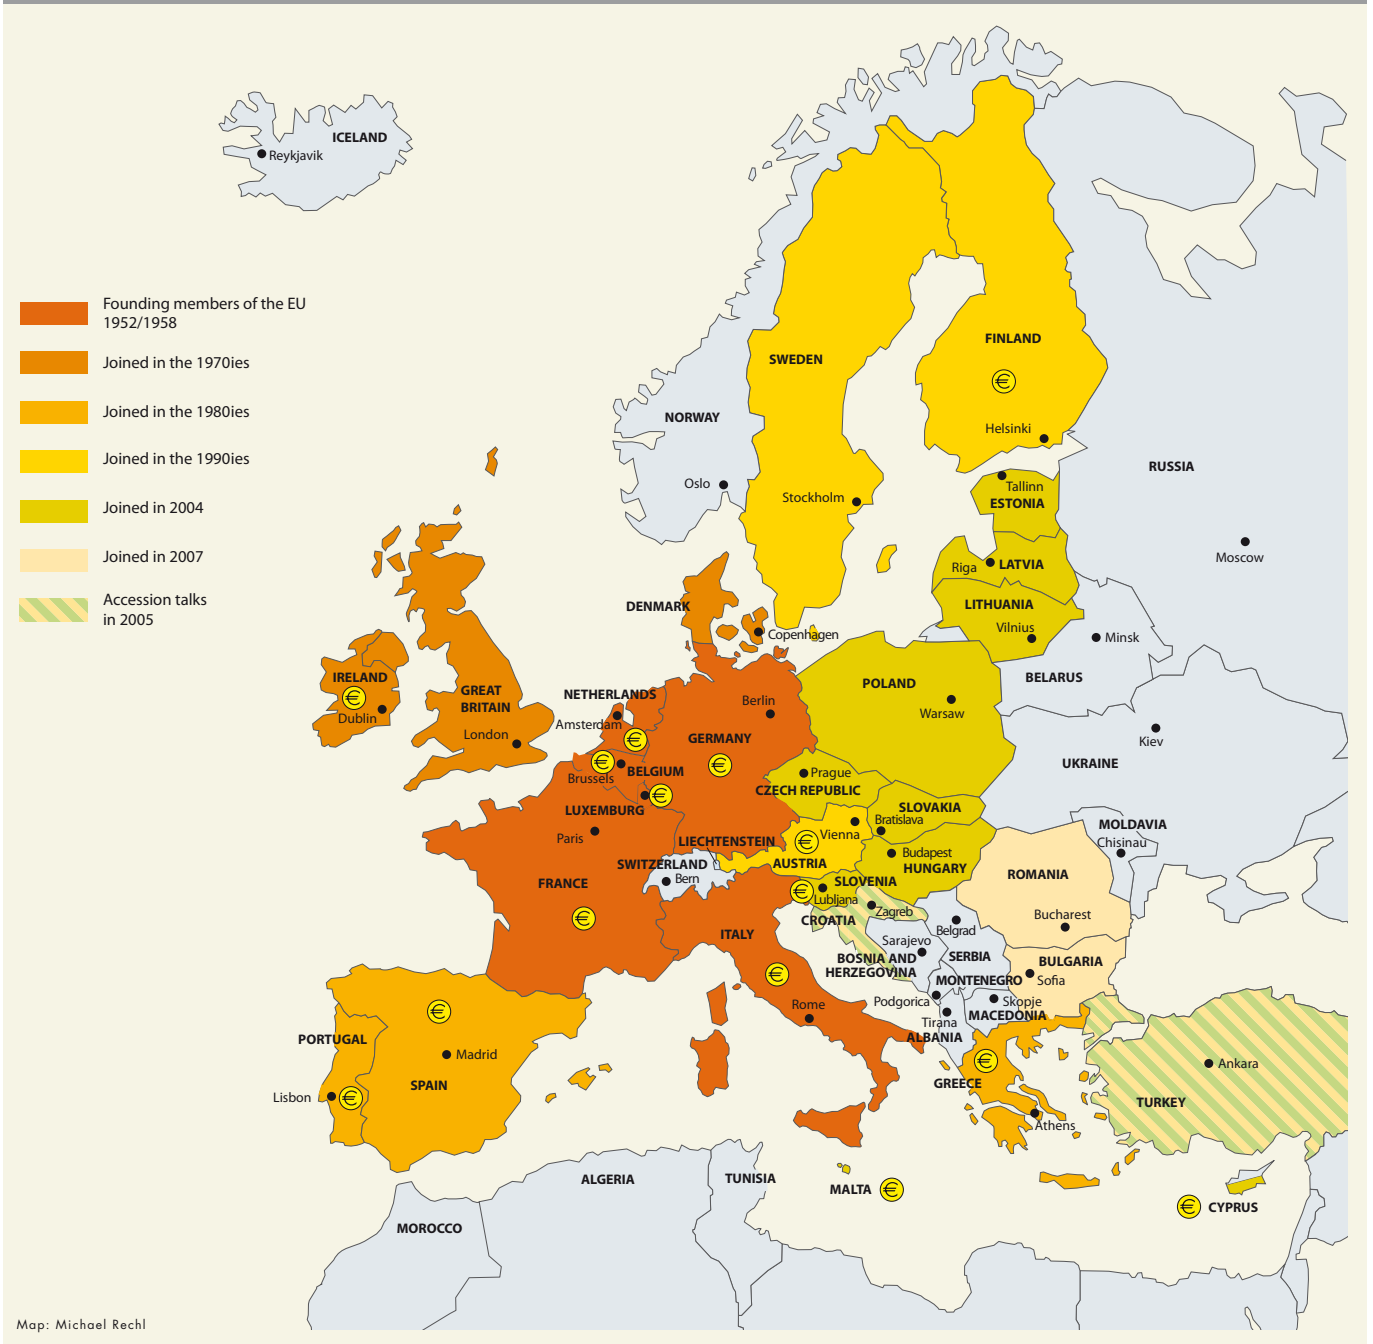 ICELAND
Reykjavik
Founding members of the EU
1952/1958
Joined in the 1970ies
Joined in the 1980ies
Joined in the 1990ies
Joined in 2004
Joined in 2007
Accession talks
in 2005
FINLAND
€
Helsinki
SWEDEN
Stockholm
NORWAY
Oslo
RUSSIA
Moscow
Tallinn
ESTONIA
Riga
LATVIA
LITHUANIA
Vilnius
Minsk
BELARUS
DENMARK
Copenhagen
IRELAND
€
Dublin
GREAT
BRITAIN
London
NETHERLANDS
Amsterdam
€
Berlin
GERMANY
€
POLAND
Warsaw
Kiev
UKRAINE
€
Brussels
BELGIUM
€
LUXEMBURG
Paris
FRANCE
€
Prague
CZECH REPUBLIC
SLOVAKIA
Bratislava
Vienna
€
AUSTRIA
LIECHTENSTEIN
SWITZERLAND
Bern
Budapest
HUNGARY
MOLDAVIA
Chisinau
ROMANIA
Bucharest
SLOVENIA
€
Lubljana
Zagreb
CROATIA
ITALY
€
Rome
Belgrad
Sarajevo
BOSNIA AND
HERZEGOVINA
SERBIA
MONTENEGRO
Podgorica
BULGARIA
Sofia
Skopje
MACEDONIA
Tirana
ALBANIA
€
GREECE
Athens
PORTUGAL
€
Lisbon
€
Madrid
SPAIN
Ankara
TURKEY
ALGERIA
TUNISIA
MALTA
€
€
CYPRUS
MOROCCO
Map: Michael Rechl